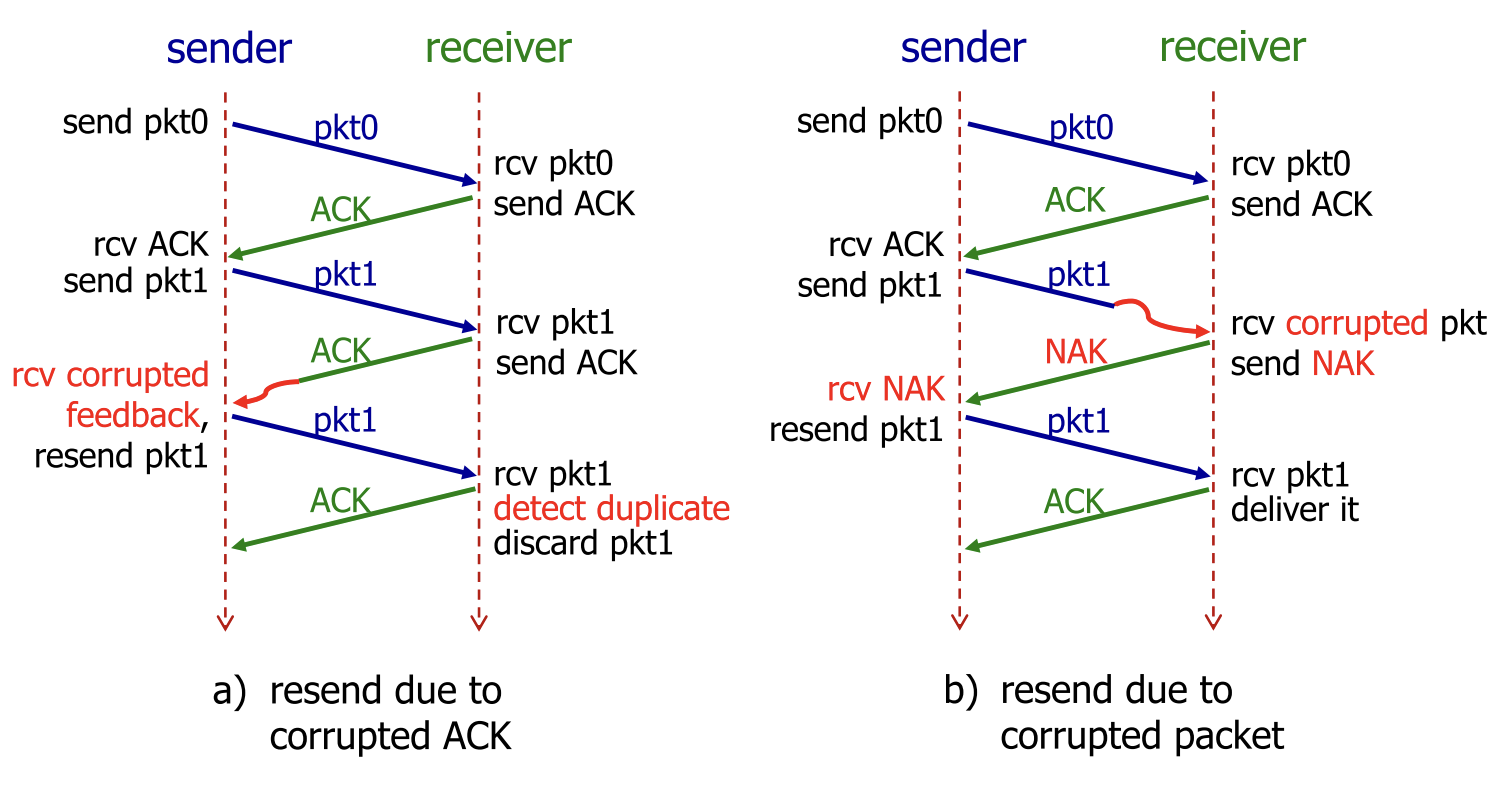 sender
receiver
send pkt0
pkt0
rcv pkt0
send ACK
ACK
rcv ACK
send pkt1
pkt1
rcv pkt1
send ACK
ACK
rcv corrupted
feedback,
resend pkt1
pkt1
rcv pkt1
detect duplicate
discard pkt1
ACK
a) resend due to
corrupted ACK
sender
receiver
send pkt0
pkt0
rcv pkt0
send ACK
ACK
rcv ACK
send pkt1
pkt1
rcv corrupted pkt
send NAK
NAK
rcv NAK
resend pkt1
pkt1
rcv pkt1
deliver it
ACK
b) resend due to
corrupted packet